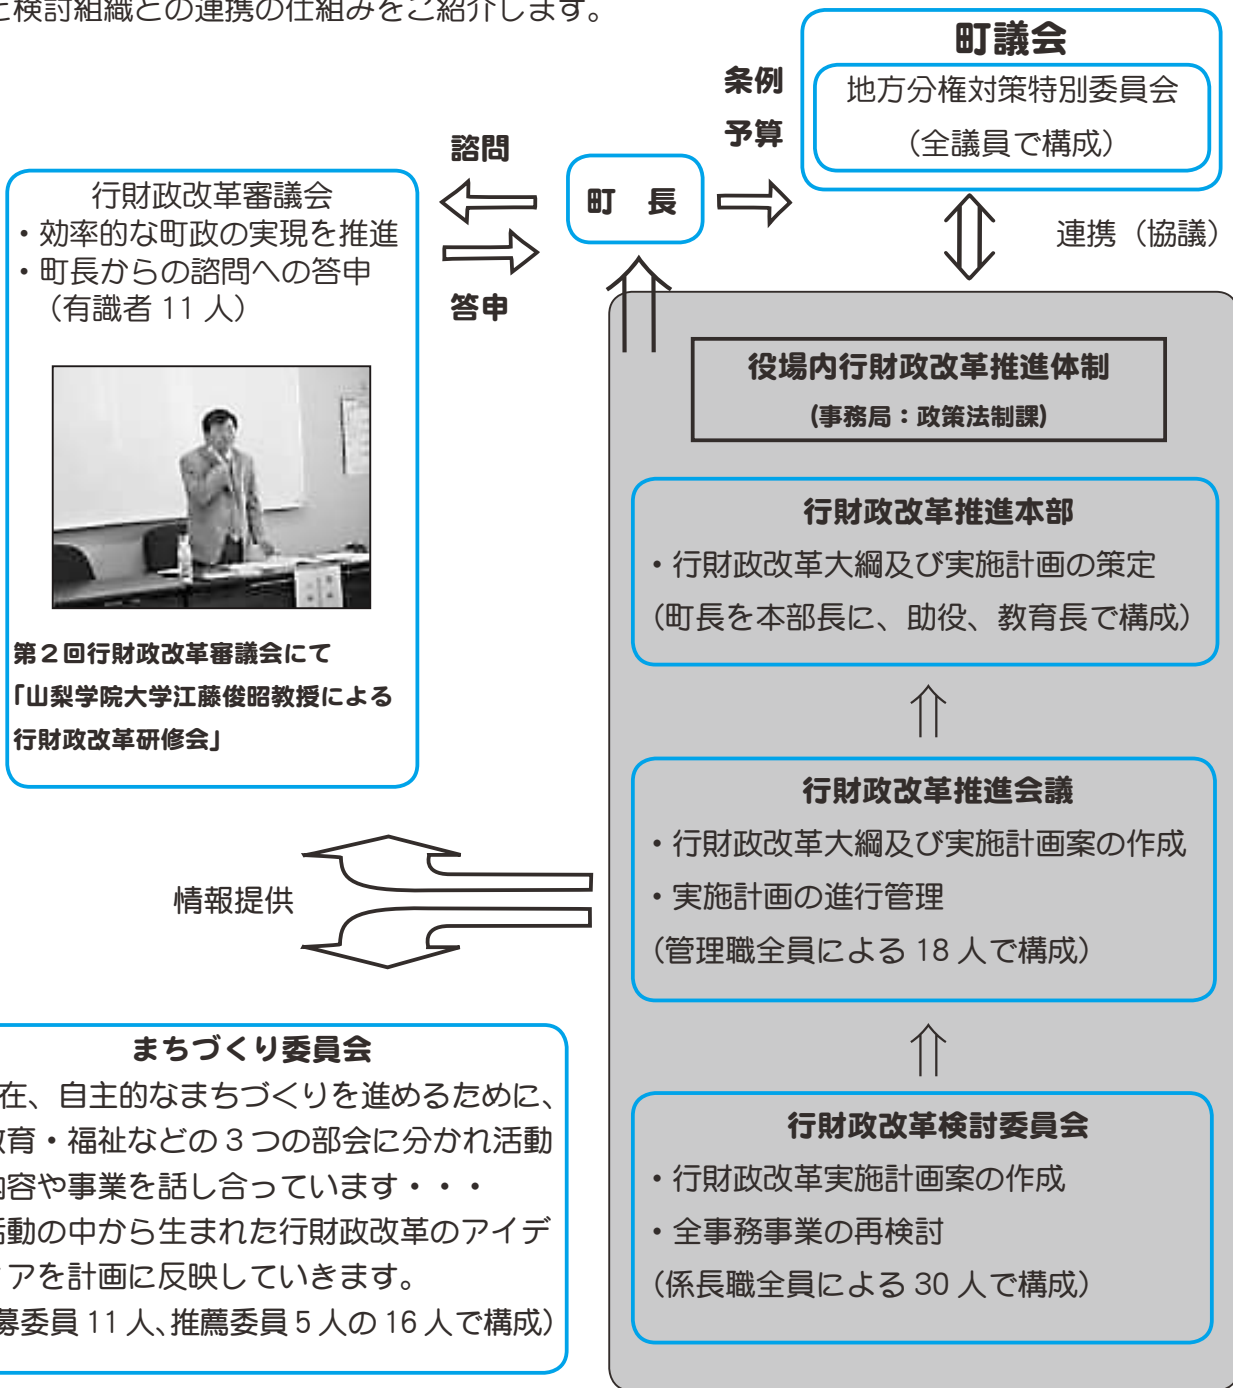 と検討組織との連携の仕組みをご紹介します。
町議会
地方分権対策特別委員会
（全議員で構成）
条例
予算
諮問
町　長
答申
連携（協議）
行財政改革審議会
・効率的な町政の実現を推進
・町長からの諮問への答申
（有識者 11 人）
第２回行財政改革審議会にて
「山梨学院大学江藤俊昭教授による
行財政改革研修会」
役場内行財政改革推進体制
（事務局：政策法制課）
行財政改革推進本部
・行財政改革大綱及び実施計画の策定
（町長を本部長に、助役、教育長で構成）
行財政改革推進会議
・行財政改革大綱及び実施計画案の作成
・実施計画の進行管理
（管理職全員による 18 人で構成）
行財政改革検討委員会
・行財政改革実施計画案の作成
・全事務事業の再検討
（係長職全員による 30 人で構成）
情報提供
まちづくり委員会
在、自主的なまちづくりを進めるために、
教育・福祉などの３つの部会に分かれ活動
内容や事業を話し合っています・・・
活動の中から生まれた行財政改革のアイデ
ィアを計画に反映していきます。
募委員 11 人、推薦委員 5 人の 16 人で構成）